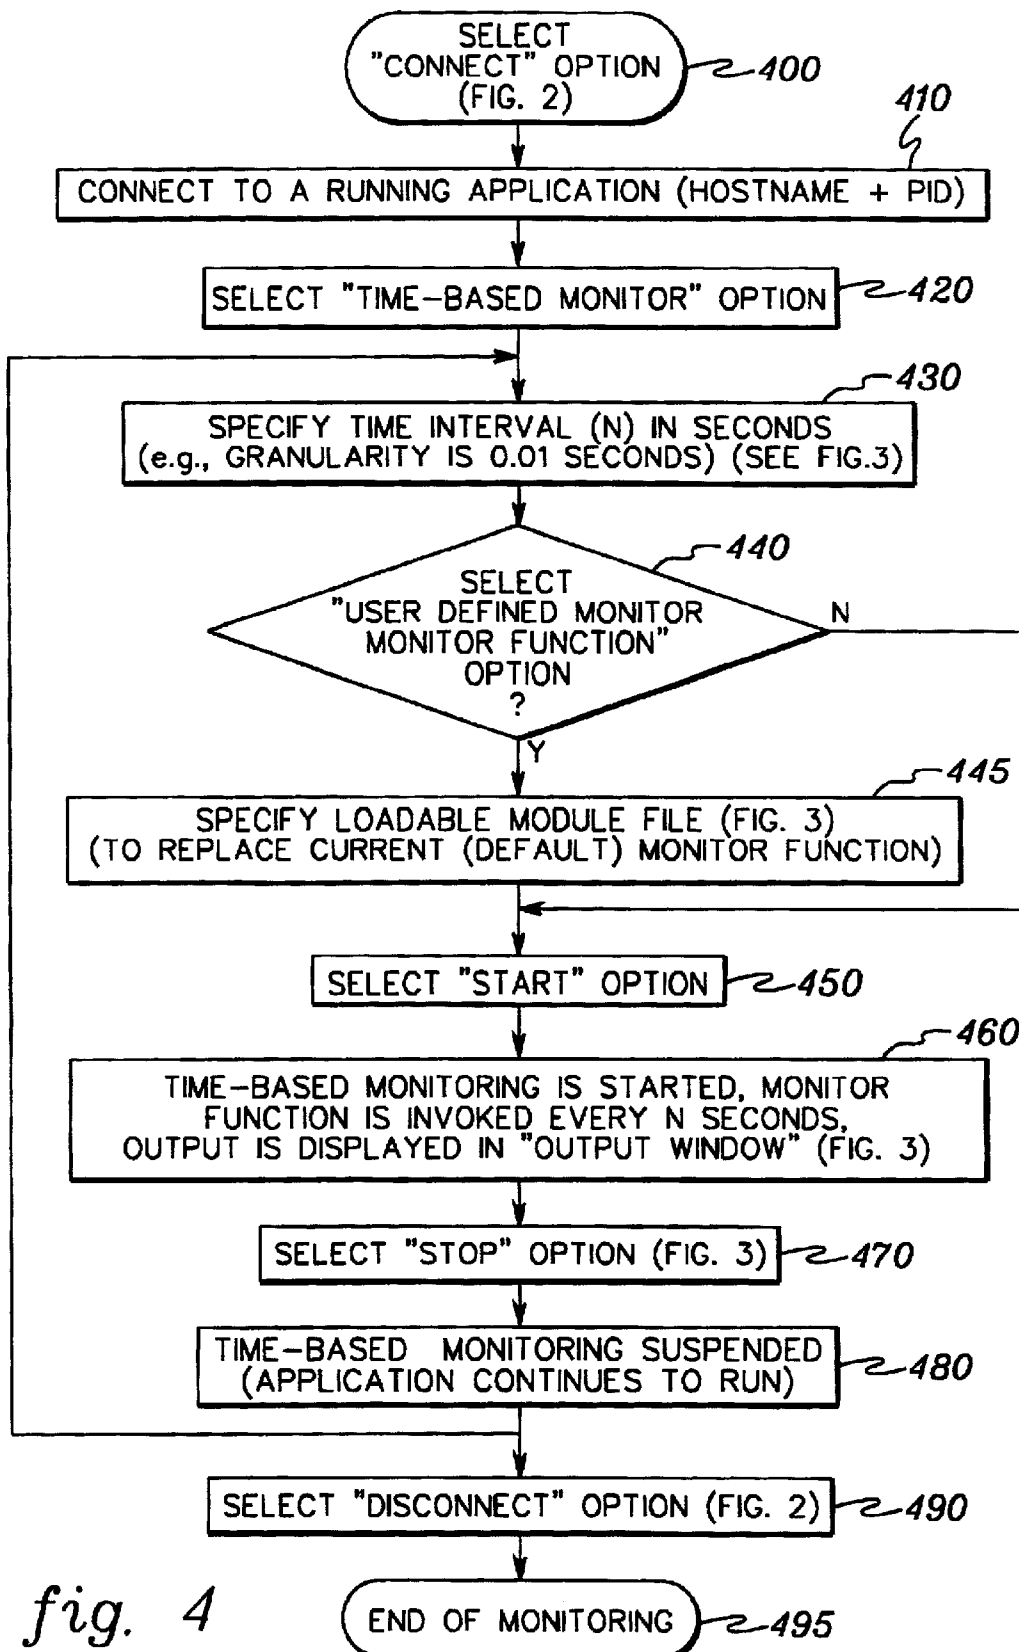 SELECT
"CONNECT" OPTION
(FIG. 2)
400
410
CONNECT TO A RUNNING APPLICATION (HOSTNAME + PID)
SELECT "TIME-BASED MONITOR" OPTION
420
430
SPECIFY TIME INTERVAL (N) IN SECONDS
(e.g., GRANULARITY IS 0.01 SECONDS) (SEE FIG.3)
440
SELECT
"USER DEFINED MONITOR
MONITOR FUNCTION"
OPTION
?
N
Y
445
SPECIFY LOADABLE MODULE FILE (FIG. 3)
(TO REPLACE CURRENT (DEFAULT) MONITOR FUNCTION)
SELECT "START" OPTION
450
460
TIME-BASED MONITORING IS STARTED, MONITOR
FUNCTION IS INVOKED EVERY N SECONDS,
OUTPUT IS DISPLAYED IN "OUTPUT WINDOW" (FIG. 3)
SELECT "STOP" OPTION (FIG. 3)
470
TIME-BASED MONITORING SUSPENDED
(APPLICATION CONTINUES TO RUN)
480
SELECT "DISCONNECT" OPTION (FIG. 2)
490
END OF MONITORING
495
fig. 4